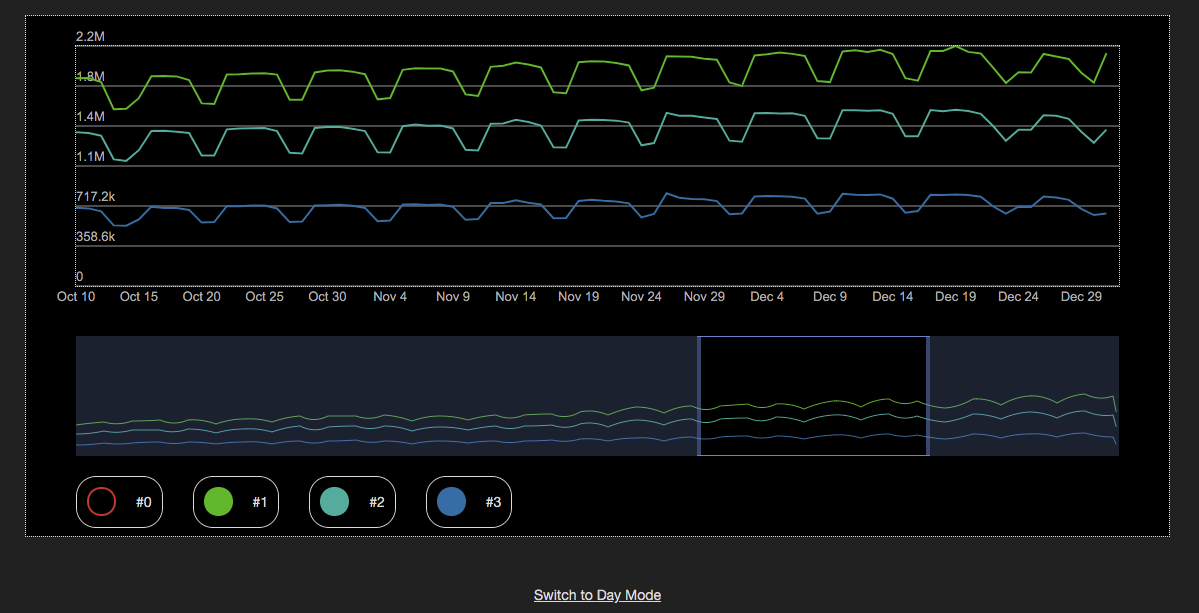 2.2M
1.8M
1.4M
1.1M
717.2k
358.6k
0
Oct 10 Oct 15 Oct 20 Oct 25 Oct 30 Nov 4 Nov 9 Nov 14 Nov 19 Nov 24 Nov 29 Dec 4 Dec 9 Dec 14 Dec 19 Dec 24 Dec 29
#0 #1 #2 #3
Switch to Day Mode